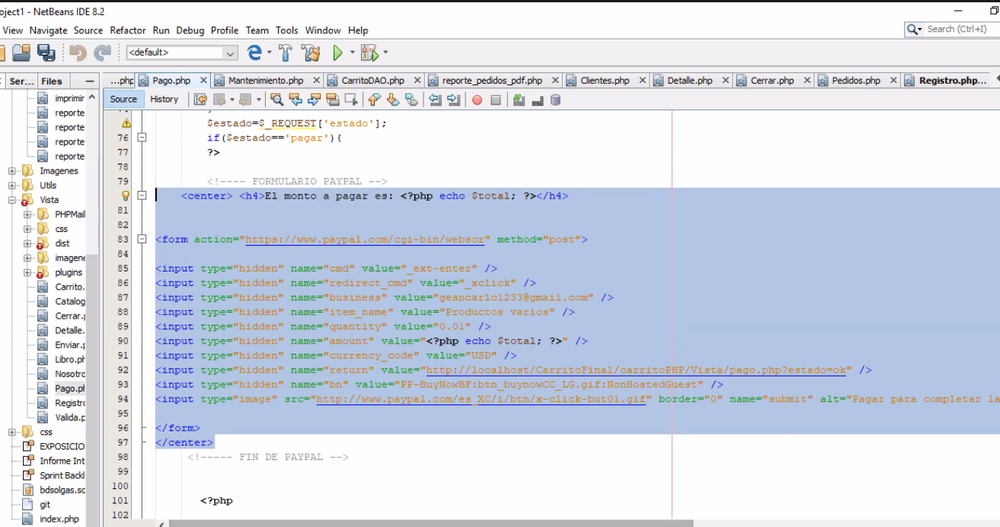 oject1 - NetBeans IDE 8.2
View Navigate Source Refactor Run Debug Profile Team Tools Window Help
Search (Ctrl+I)
<default>
Ser... Files
...php Pago.php Mantenimiento.php CarritoDAO.php reporte_pedidos_pdf.php Clientes.php Detalle.php Cerrar.php Pedidos.php Registro.php...
Source History
imprimir
reporte
reporte
reporte
reporte
Imagenes
Utils
Vista
PHPMail
css
dist
imagene
plugins
Carrito.
Catalog
Cerrar.p
Detalle.
Enviar.p
Libro.ph
Nosotro
Pago.ph
Registro
Valida.p
css
EXPOSICIO
Informe Int
Sprint Backl
bdsolgas.sc
git
index.php
$estado=$_REQUEST['estado'];
76 if($estado=='pagar'){
77 ?>
78
79 <!---- FORMULARIO PAYPAL -->
<center> <h4>El monto a pagar es: <?php echo $total; ?></h4>
81
82
83 <form action="https://www.paypal.com/cgi-bin/webscr" method="post">
84
85 <input type="hidden" name="cmd" value="_ext-enter" />
86 <input type="hidden" name="redirect_cmd" value="_xclick" />
87 <input type="hidden" name="business" value="geancarlo1233@gmail.com" />
88 <input type="hidden" name="item_name" value="Productos varios" />
89 <input type="hidden" name="quantity" value="0.01" />
90 <input type="hidden" name="amount" value="<?php echo $total; ?>" />
91 <input type="hidden" name="currency_code" value="USD" />
92 <input type="hidden" name="return" value="http://localhost/CarritoFinal/carritoPHP/Vista/pago.php?estado=ok" />
93 <input type="hidden" name="bn" value="PP-BuyNowBF:btn_buynowCC_LG.gif:NonHostedGuest" />
94 <input type="image" src="http://www.paypal.com/es_XC/i/btn/x-click-but01.gif" border="0" name="submit" alt="Pagar para completar la
95
96 </form>
97 </center>
98 <!----- FIN DE PAYPAL -->
99
100
101 <?php
102